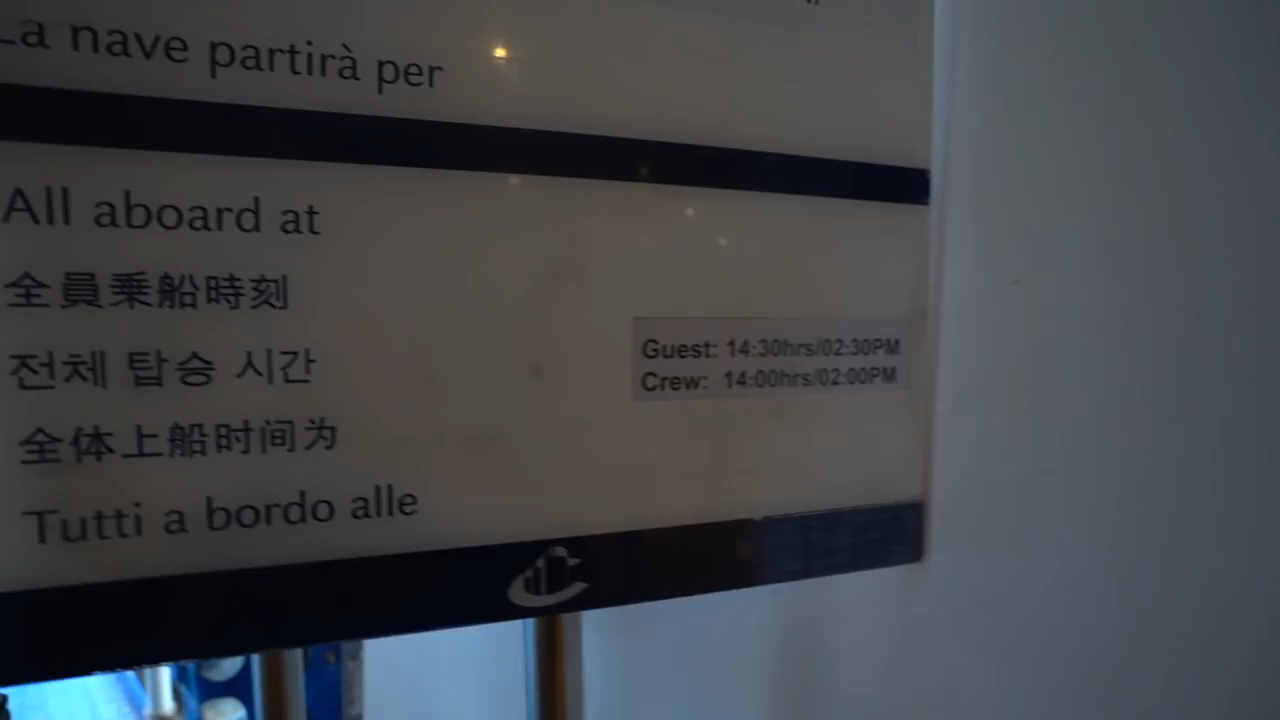 La nave partirà per
All aboard at
全員乗船時刻
전체 탑승 시간
全体上船时间为
Tutti a bordo alle
Guest: 14:30hrs/02:30PM
Crew: 14:00hrs/02:00PM